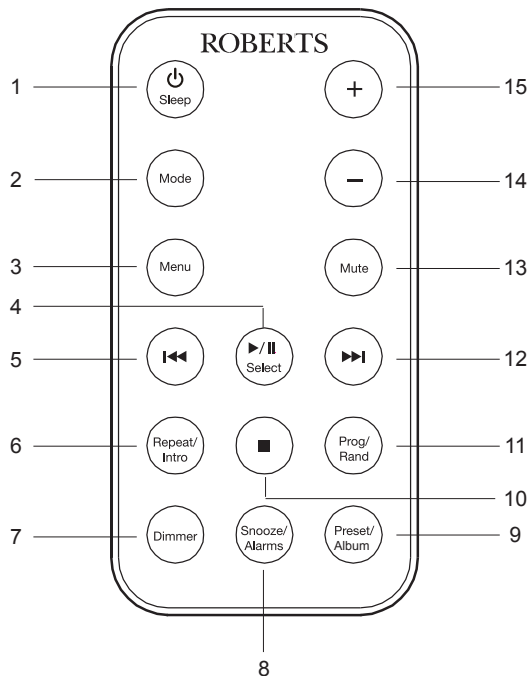 ROBERTS
1
Sleep
+
15
2
Mode
−
14
3
Menu
Mute
13
4
5
▶/II
Select
12
6
Repeat/
Intro
Prog/
Rand
11
10
7
Dimmer
Snooze/
Alarms
Preset/
Album
9
8